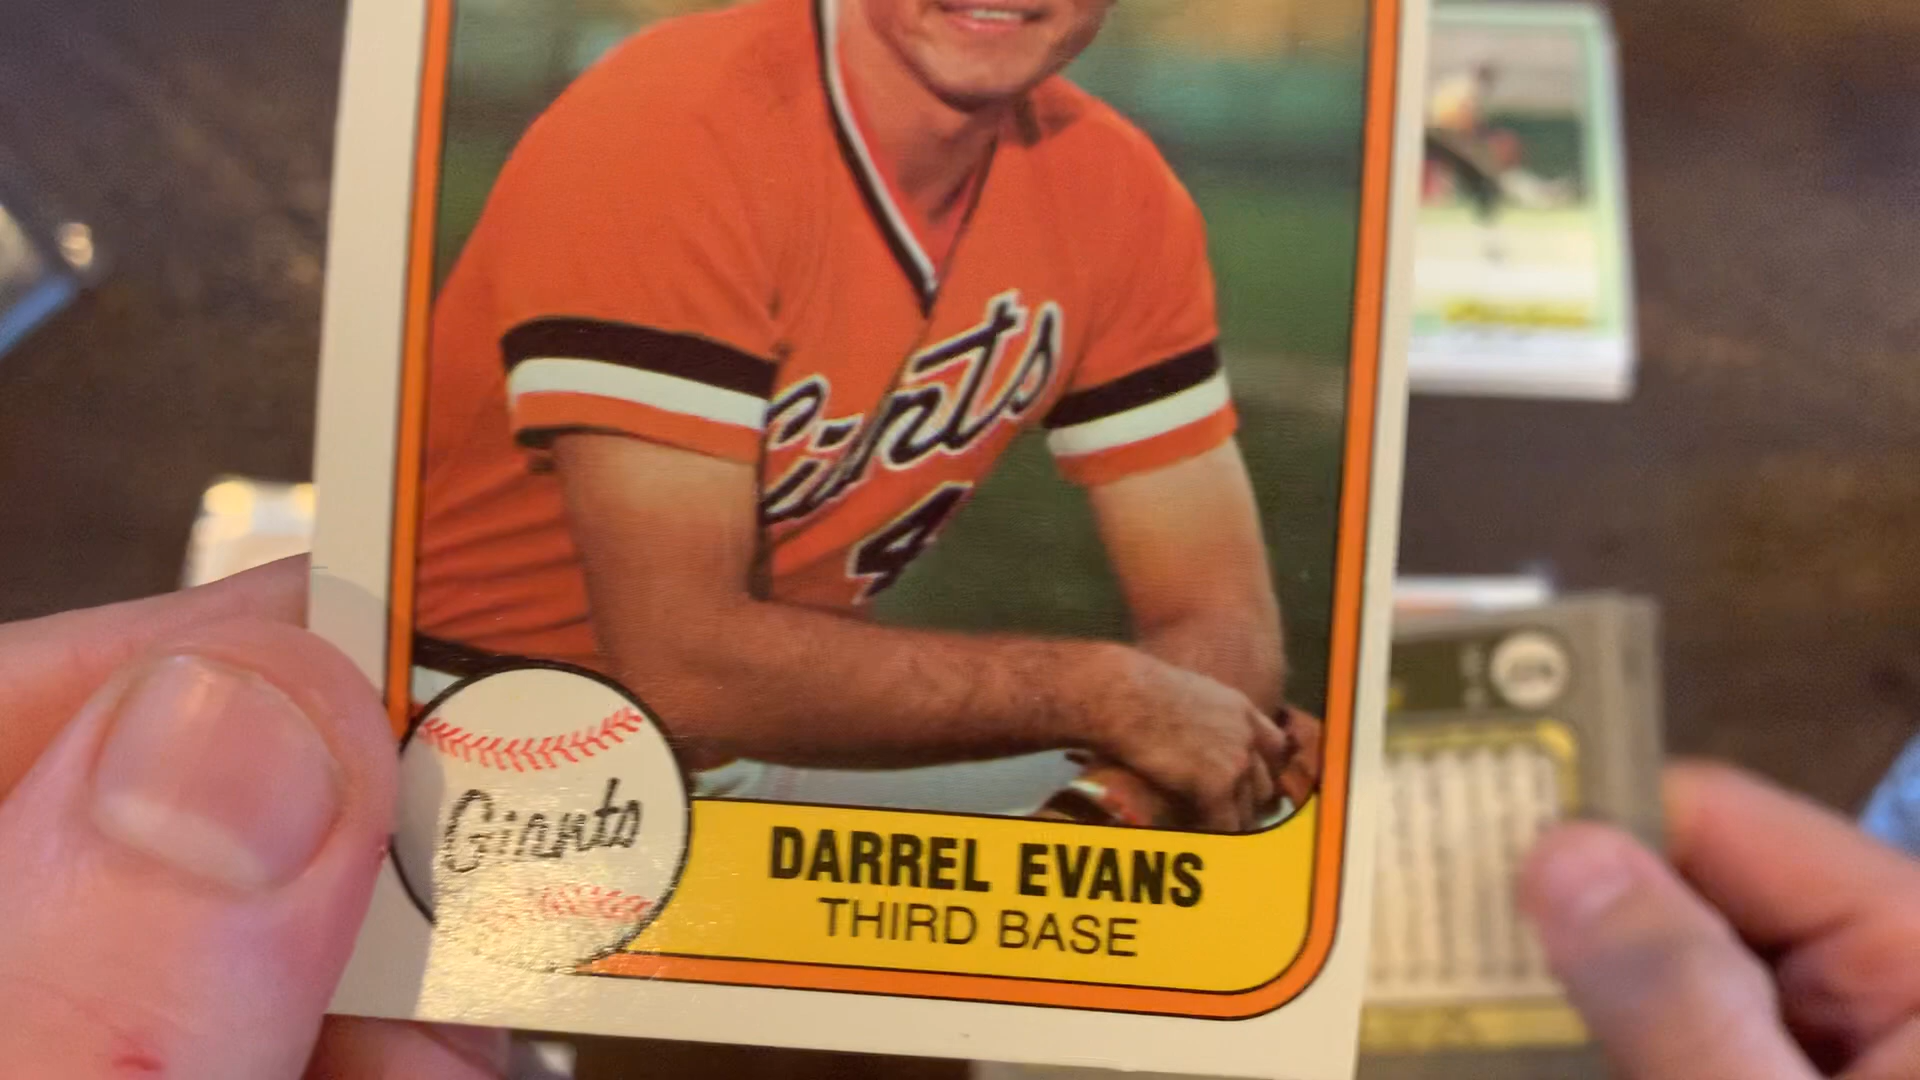 Giants
4
Giants
DARREL EVANS
THIRD BASE